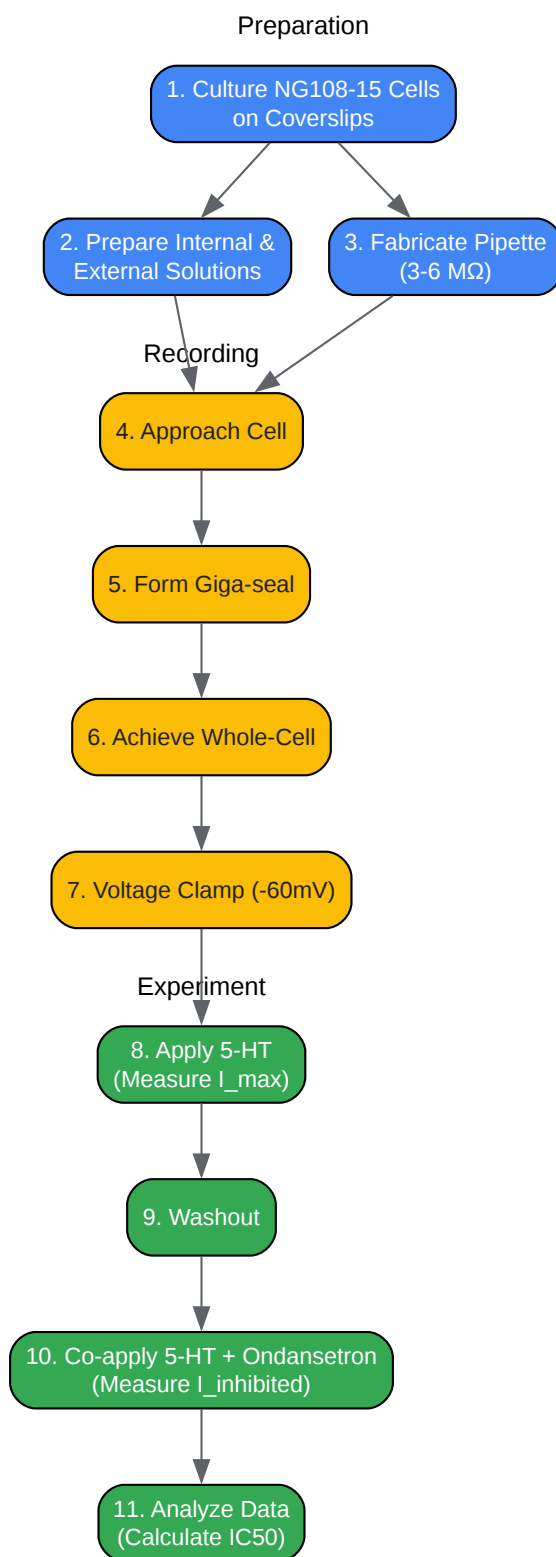 Preparation
1. Culture NG108-15 Cells
on Coverslips
2. Prepare Internal &
External Solutions
3. Fabricate Pipette
(3-6 MΩ)
Recording
4. Approach Cell
5. Form Giga-seal
6. Achieve Whole-Cell
7. Voltage Clamp (-60mV)
Experiment
8. Apply 5-HT
(Measure I_max)
9. Washout
10. Co-apply 5-HT + Ondansetron
(Measure I_inhibited)
11. Analyze Data
(Calculate IC50)